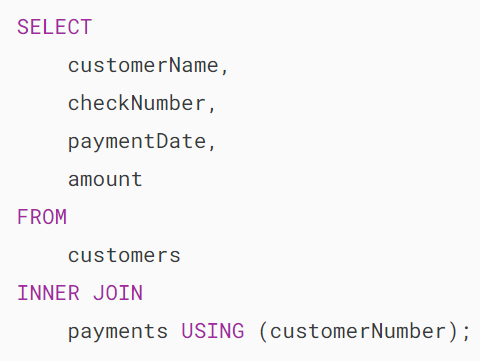 SELECT
customerName,
checkNumber,
paymentDate,
amount
FROM
customers
INNER JOIN
payments USING (customerNumber);